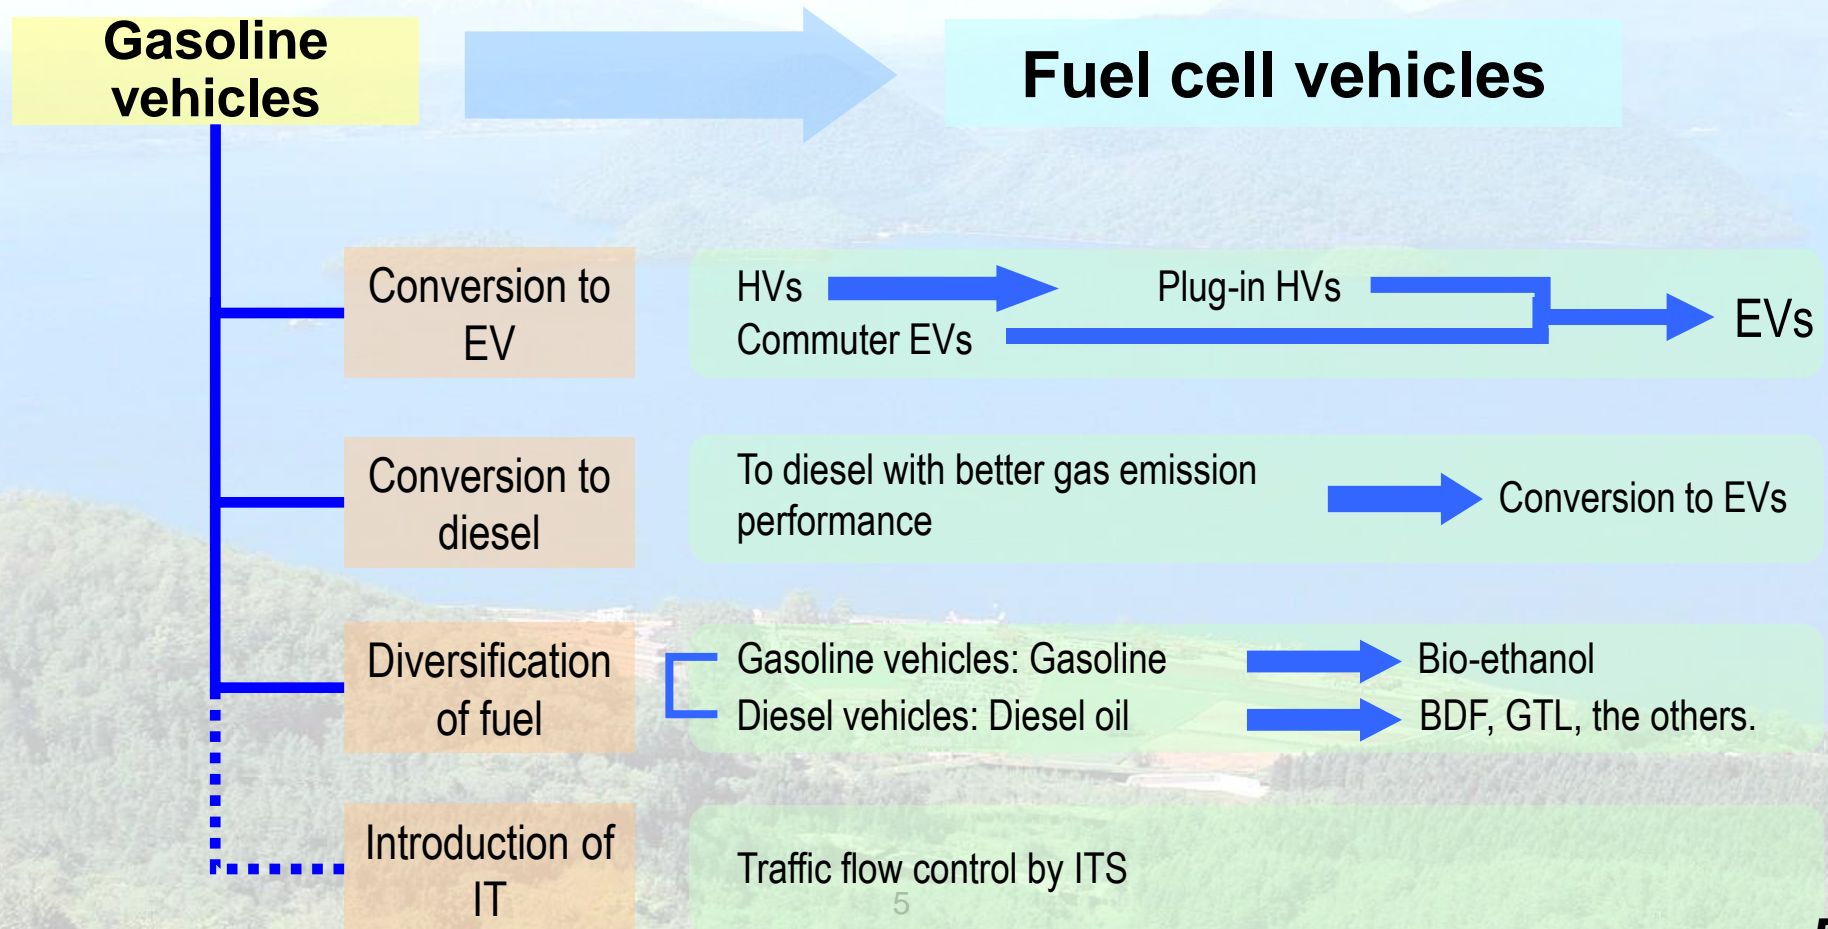 Gasoline
vehicles
Fuel cell vehicles
Conversion to
EV
HVs
Plug-in HVs
Commuter EVs
EVs
Conversion to
diesel
To diesel with better gas emission
performance
Conversion to EVs
Diversification
of fuel
Gasoline vehicles: Gasoline
Bio-ethanol
Diesel vehicles: Diesel oil
BDF, GTL, the others.
Introduction of
IT
Traffic flow control by ITS
5